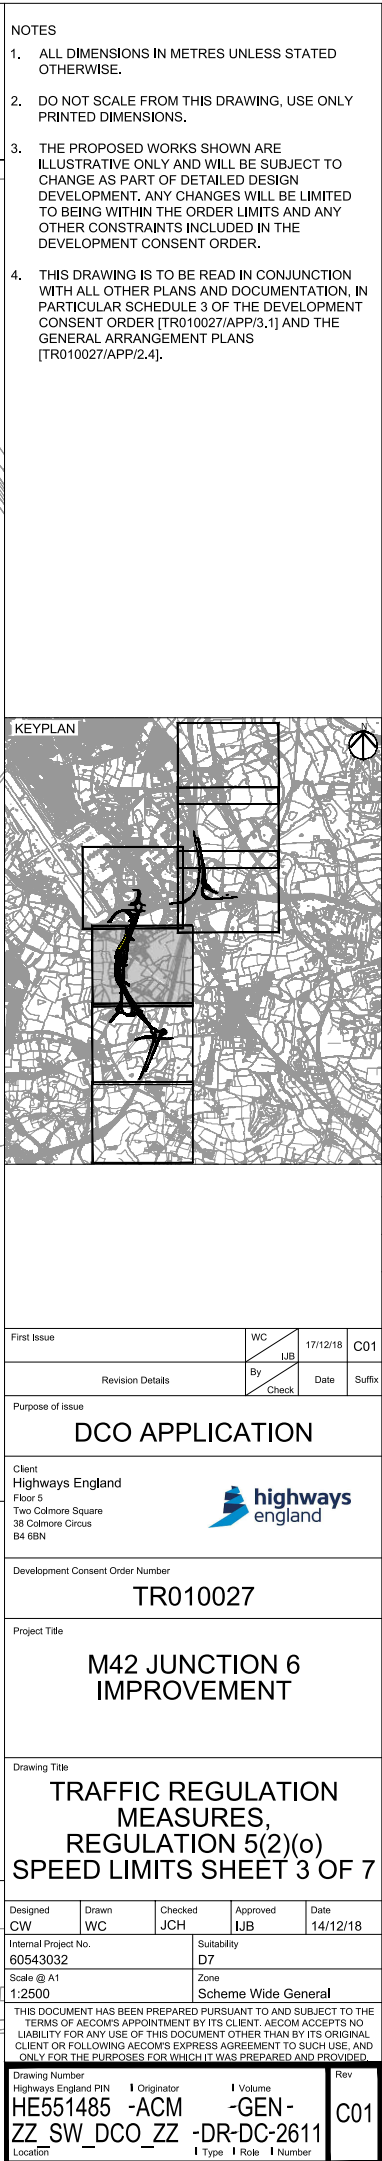 NOTES
1. ALL DIMENSIONS IN METRES UNLESS STATED
OTHERWISE.
2. DO NOT SCALE FROM THIS DRAWING, USE ONLY
PRINTED DIMENSIONS.
3. THE PROPOSED WORKS SHOWN ARE
ILLUSTRATIVE ONLY AND WILL BE SUBJECT TO
CHANGE AS PART OF DETAILED DESIGN
DEVELOPMENT. ANY CHANGES WILL BE LIMITED
TO BEING WITHIN THE ORDER LIMITS AND ANY
OTHER CONSTRAINTS INCLUDED IN THE
DEVELOPMENT CONSENT ORDER.
4. THIS DRAWING IS TO BE READ IN CONJUNCTION
WITH ALL OTHER PLANS AND DOCUMENTATION, IN
PARTICULAR SCHEDULE 3 OF THE DEVELOPMENT
CONSENT ORDER [TR010027/APP/3.1] AND THE
GENERAL ARRANGEMENT PLANS
[TR010027/APP/2.4].
KEYPLAN
N
First Issue
WC
IJB
17/12/18
C01
Revision Details
By
Check
Date
Suffix
Purpose of issue
DCO APPLICATION
Client
Highways England
Floor 5
Two Colmore Square
38 Colmore Circus
B4 6BN
highways
england
Development Consent Order Number
TR010027
Project Title
M42 JUNCTION 6
IMPROVEMENT
Drawing Title
TRAFFIC REGULATION
MEASURES,
REGULATION 5(2)(o)
SPEED LIMITS SHEET 3 OF 7
Designed Drawn Checked Approved Date
CW WC JCH IJB 14/12/18
Internal Project No. Suitability
60543032 D7
Scale @ A1 Zone
1:2500 Scheme Wide General
THIS DOCUMENT HAS BEEN PREPARED PURSUANT TO AND SUBJECT TO THE
TERMS OF AECOM'S APPOINTMENT BY ITS CLIENT. AECOM ACCEPTS NO
LIABILITY FOR ANY USE OF THIS DOCUMENT OTHER THAN BY ITS ORIGINAL
CLIENT OR FOLLOWING AECOM'S EXPRESS AGREEMENT TO SUCH USE, AND
ONLY FOR THE PURPOSES FOR WHICH IT WAS PREPARED AND PROVIDED.
Drawing Number Rev
Highways England PIN | Originator | Volume
HE551485 -ACM -GEN -
C01
ZZ_SW_DCO_ZZ -DR-DC-2611
Location | Type | Role | Number